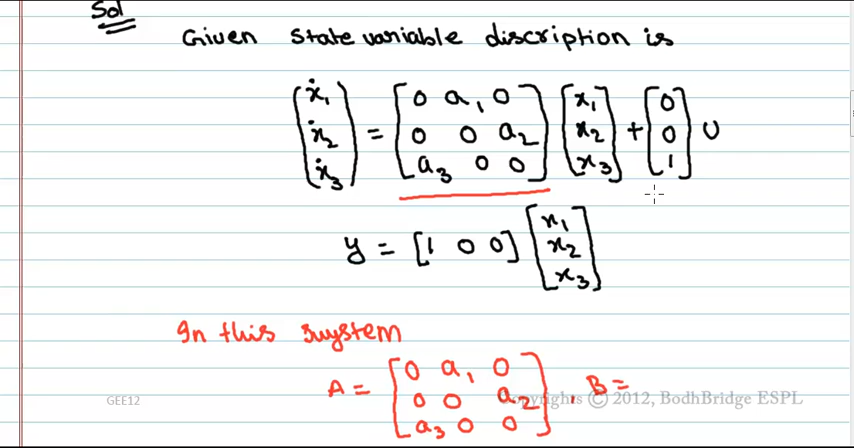 Sol
Given State variable discription is
[ẋ₁ ẋ₂ ẋ₃] = [0 a₁ 0; 0 0 a₂; a₃ 0 0] [x₁ x₂ x₃] + [0 0 1] U
y = [1 0 0] [x₁ x₂ x₃]
In this system
A = [0 a₁ 0; 0 0 a₂; a₃ 0 0], B =
GEE12
Copyrights © 2012, BodhBridge ESPL